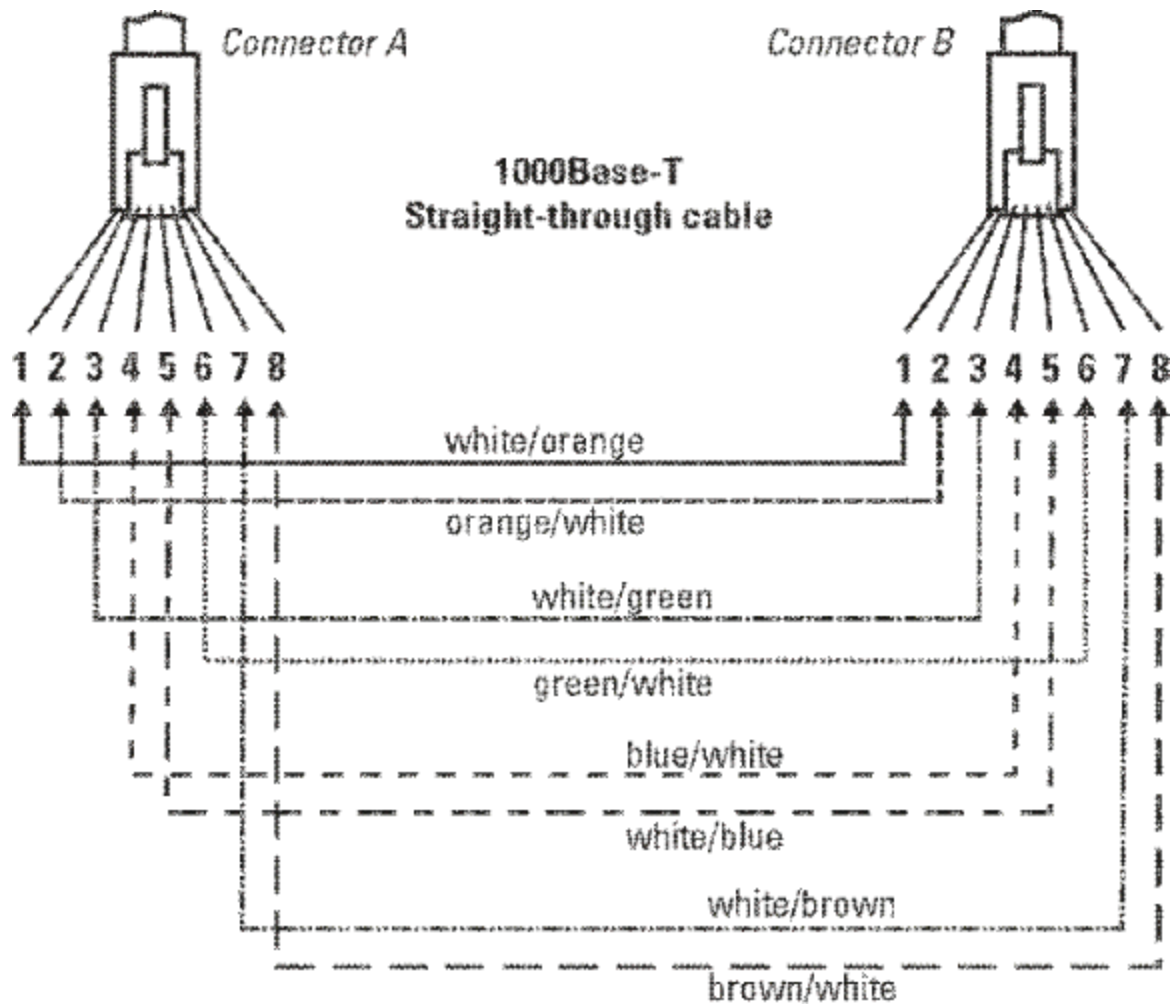 Connector A
Connector B
1000Base-T
Straight-through cable
1 2 3 4 5 6 7 8
1 2 3 4 5 6 7 8
white/orange
orange/white
white/green
green/white
blue/white
white/blue
white/brown
brown/white